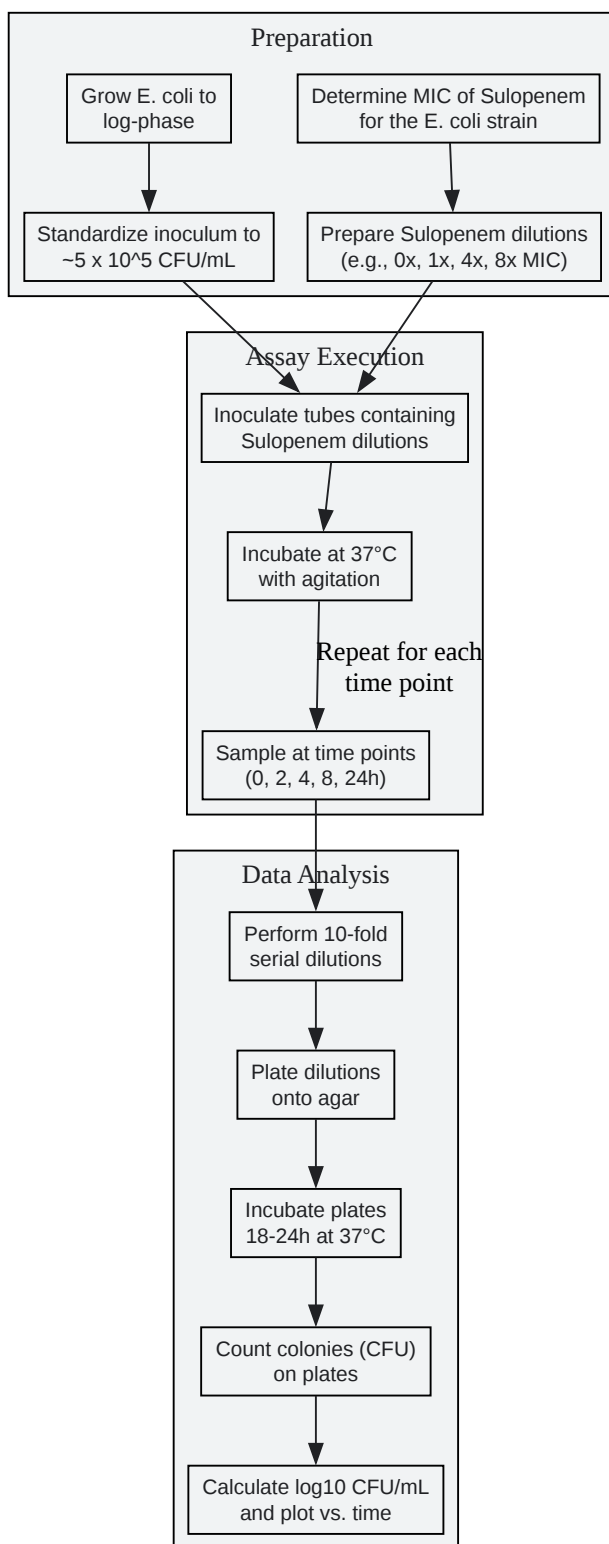 Preparation
Grow E. coli to
log-phase
Determine MIC of Sulopenem
for the E. coli strain
Standardize inoculum to
~5 x 10^5 CFU/mL
Prepare Sulopenem dilutions
(e.g., 0x, 1x, 4x, 8x MIC)
Assay Execution
Inoculate tubes containing
Sulopenem dilutions
Incubate at 37°C
with agitation
Repeat for each
time point
Sample at time points
(0, 2, 4, 8, 24h)
Data Analysis
Perform 10-fold
serial dilutions
Plate dilutions
onto agar
Incubate plates
18-24h at 37°C
Count colonies (CFU)
on plates
Calculate log10 CFU/mL
and plot vs. time